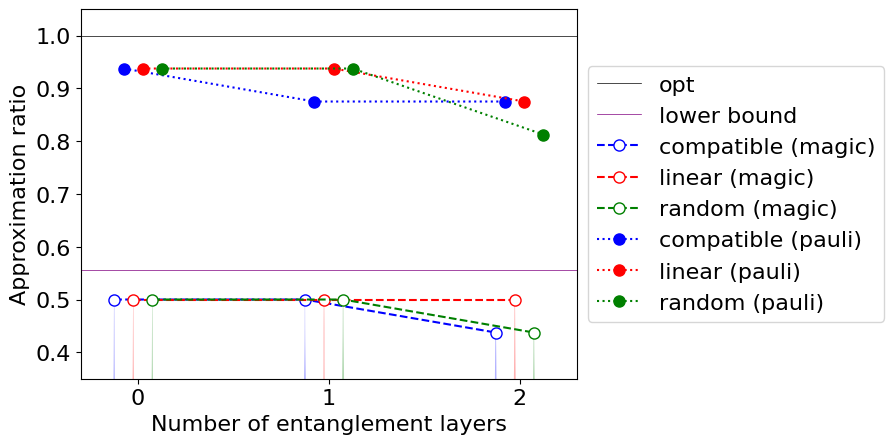 Approximation ratio
1.0
0.9
0.8
0.7
0.6
0.5
0.4
0
1
2
Number of entanglement layers
opt
lower bound
compatible (magic)
linear (magic)
random (magic)
compatible (pauli)
linear (pauli)
random (pauli)